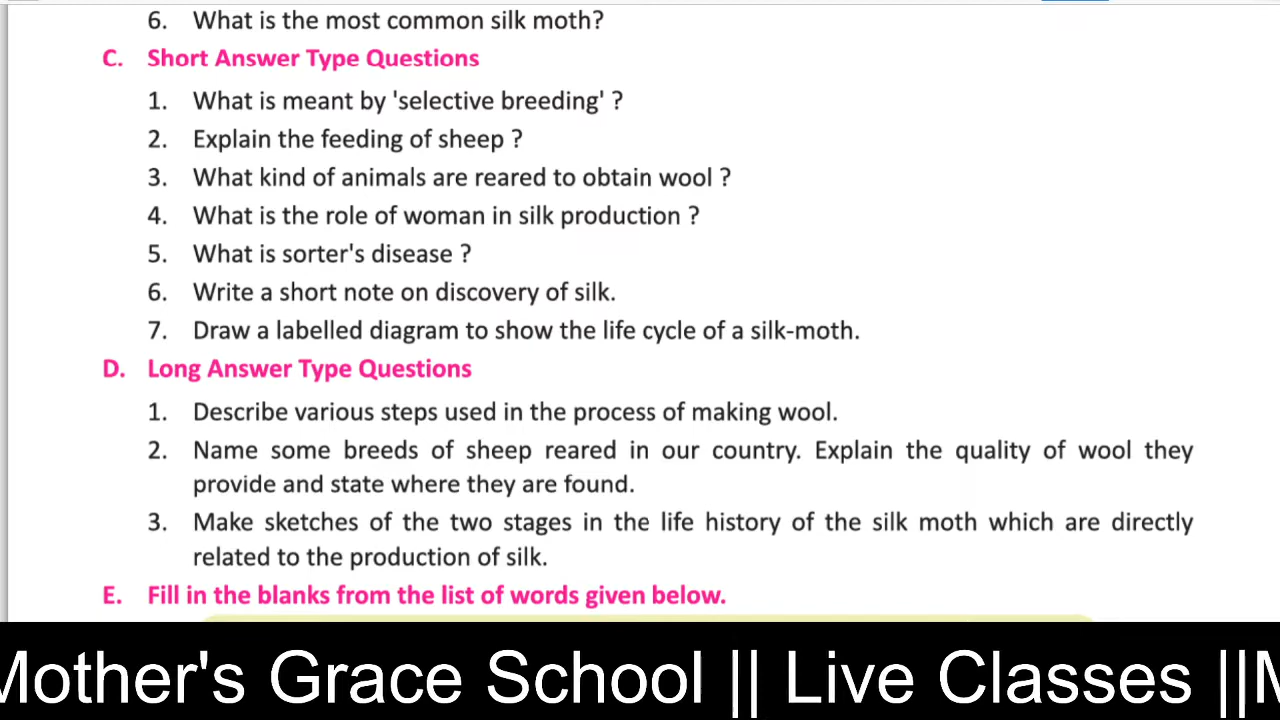 6. What is the most common silk moth?
C. Short Answer Type Questions
1. What is meant by 'selective breeding' ?
2. Explain the feeding of sheep ?
3. What kind of animals are reared to obtain wool ?
4. What is the role of woman in silk production ?
5. What is sorter's disease ?
6. Write a short note on discovery of silk.
7. Draw a labelled diagram to show the life cycle of a silk-moth.
D. Long Answer Type Questions
1. Describe various steps used in the process of making wool.
2. Name some breeds of sheep reared in our country. Explain the quality of wool they
provide and state where they are found.
3. Make sketches of the two stages in the life history of the silk moth which are directly
related to the production of silk.
E. Fill in the blanks from the list of words given below.
Mother's Grace School || Live Classes ||M